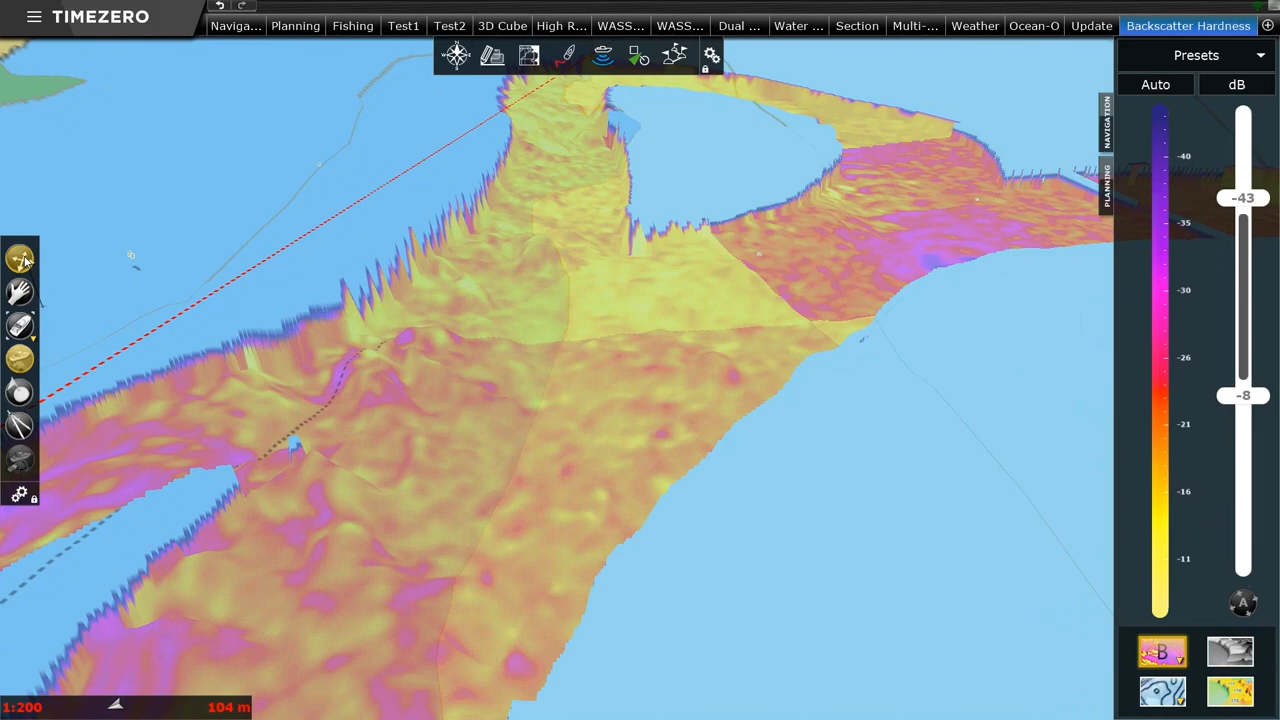 TIMEZERO
Naviga... Planning Fishing Test1 Test2 3D Cube High R... WASS... WASS... Dual ... Water ... Section Multi-... Weather Ocean-O Update Backscatter Hardness
Presets
Auto dB
NAVIGATION
PLANNING
-40
-35
-30
-26
-21
-16
-11
-43
-8
A
B
1:200 104 m